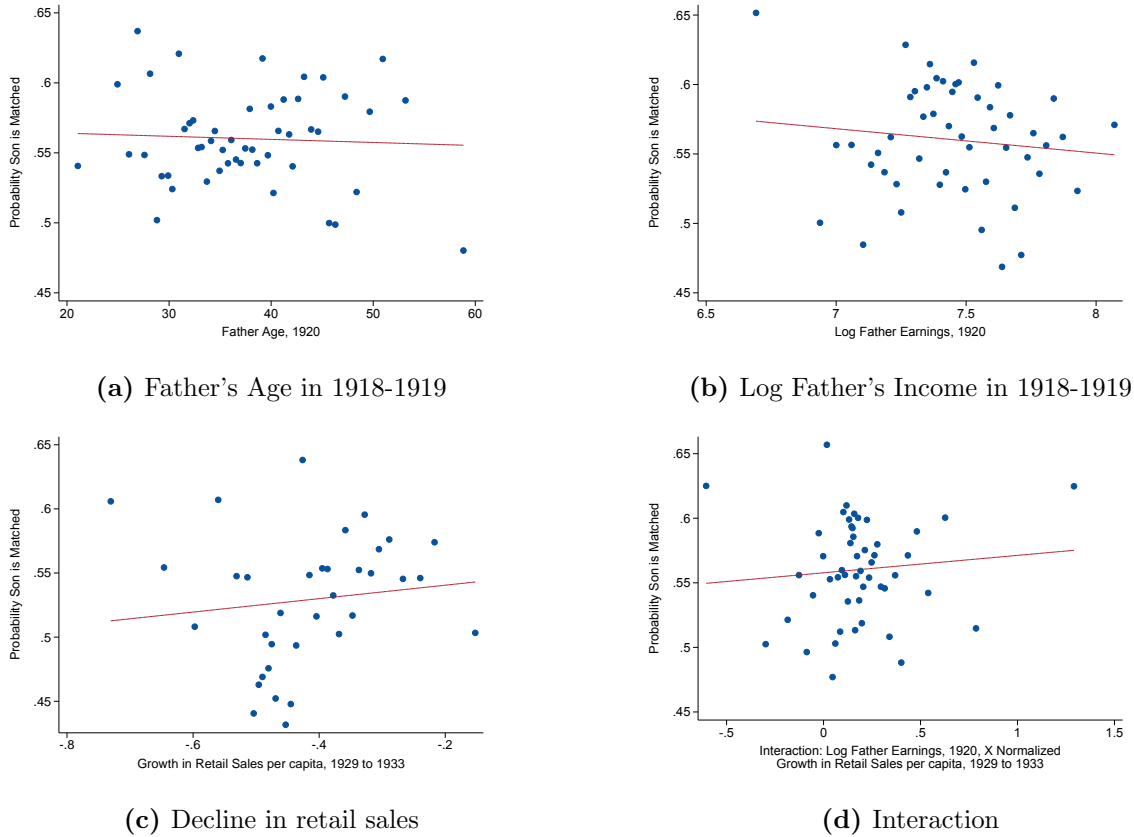 .65
.6
.55
.5
.45
Probability Son is Matched
20 30 40 50 60
Father Age, 1920
(a) Father's Age in 1918-1919
.65
.6
.55
.5
.45
Probability Son is Matched
6.5 7 7.5 8
Log Father Earnings, 1920
(b) Log Father's Income in 1918-1919
.65
.6
.55
.5
.45
Probability Son is Matched
-.8 -.6 -.4 -.2
Growth in Retail Sales per capita, 1929 to 1933
(c) Decline in retail sales
.65
.6
.55
.5
.45
Probability Son is Matched
-.5 0 .5 1 1.5
Interaction: Log Father Earnings, 1920, X Normalized
Growth in Retail Sales per capita, 1929 to 1933
(d) Interaction